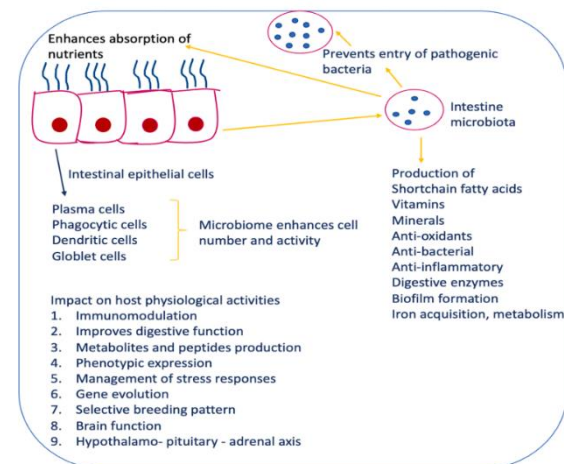 Enhances absorption of
nutrients
Prevents entry of pathogenic
bacteria
Intestine
microbiota
Intestinal epithelial cells
Plasma cells
Phagocytic cells
Dendritic cells
Globlet cells
Microbiome enhances cell
number and activity
Production of
Shortchain fatty acids
Vitamins
Minerals
Anti-oxidants
Anti-bacterial
Anti-inflammatory
Digestive enzymes
Biofilm formation
Iron acquisition, metabolism
Impact on host physiological activities
1. Immunomodulation
2. Improves digestive function
3. Metabolites and peptides production
4. Phenotypic expression
5. Management of stress responses
6. Gene evolution
7. Selective breeding pattern
8. Brain function
9. Hypothalamo- pituitary - adrenal axis